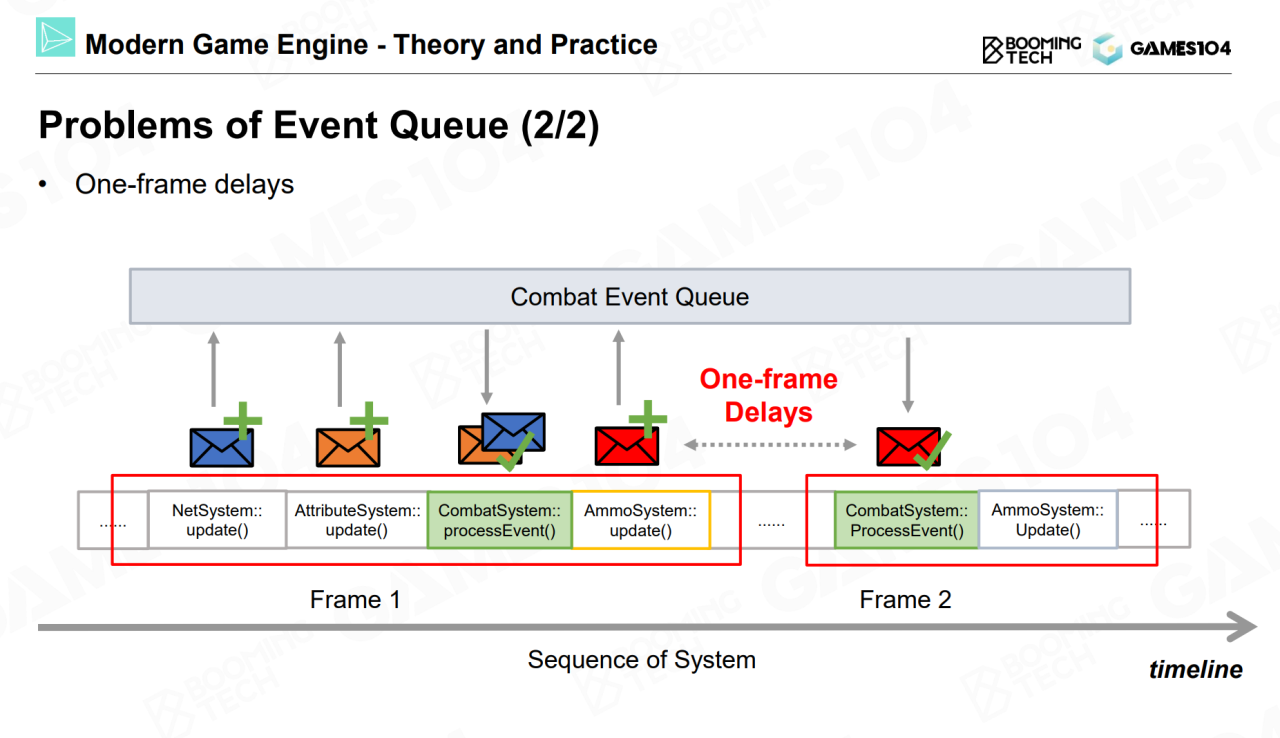 Modern Game Engine - Theory and Practice
BOOMING
TECH
GAMES104
Problems of Event Queue (2/2)
• One-frame delays
Combat Event Queue
One-frame
Delays
......
NetSystem::
update()
AttributeSystem::
update()
CombatSystem::
processEvent()
AmmoSystem::
update()
......
CombatSystem::
ProcessEvent()
AmmoSystem::
Update()
......
Frame 1
Frame 2
Sequence of System
timeline